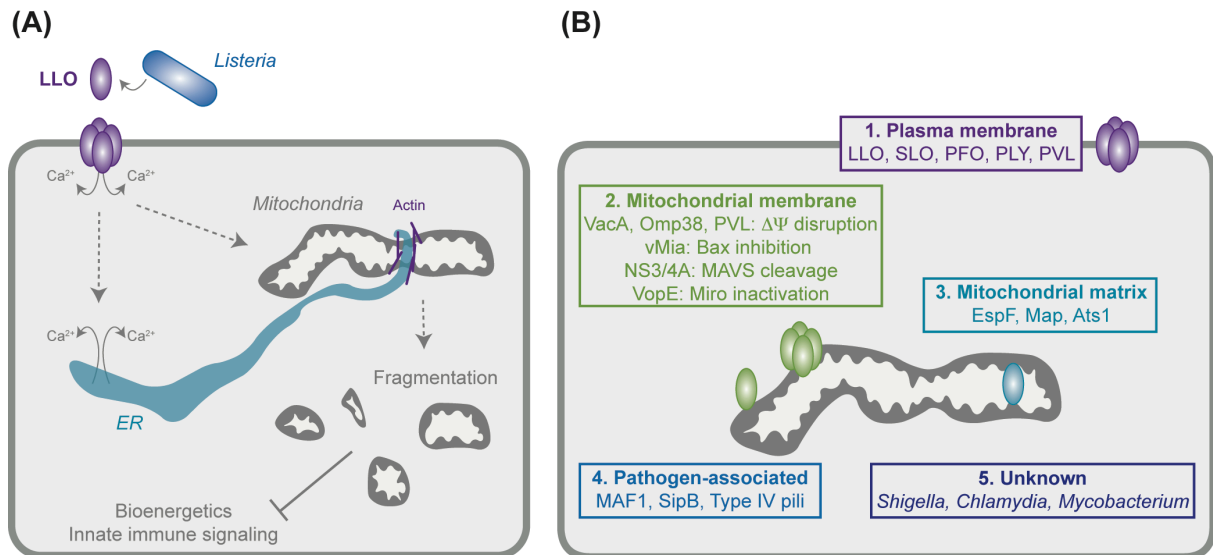 (A)
Listeria
LLO
Ca²⁺ Ca²⁺
Mitochondria
Actin
Ca²⁺ Ca²⁺
Fragmentation
ER
Bioenergetics
Innate immune signaling
(B)
1. Plasma membrane
LLO, SLO, PFO, PLY, PVL
2. Mitochondrial membrane
VacA, Omp38, PVL: ΔΨ disruption
vMia: Bax inhibition
NS3/4A: MAVS cleavage
VopE: Miro inactivation
3. Mitochondrial matrix
EspF, Map, Ats1
4. Pathogen-associated
MAF1, SipB, Type IV pili
5. Unknown
Shigella, Chlamydia, Mycobacterium